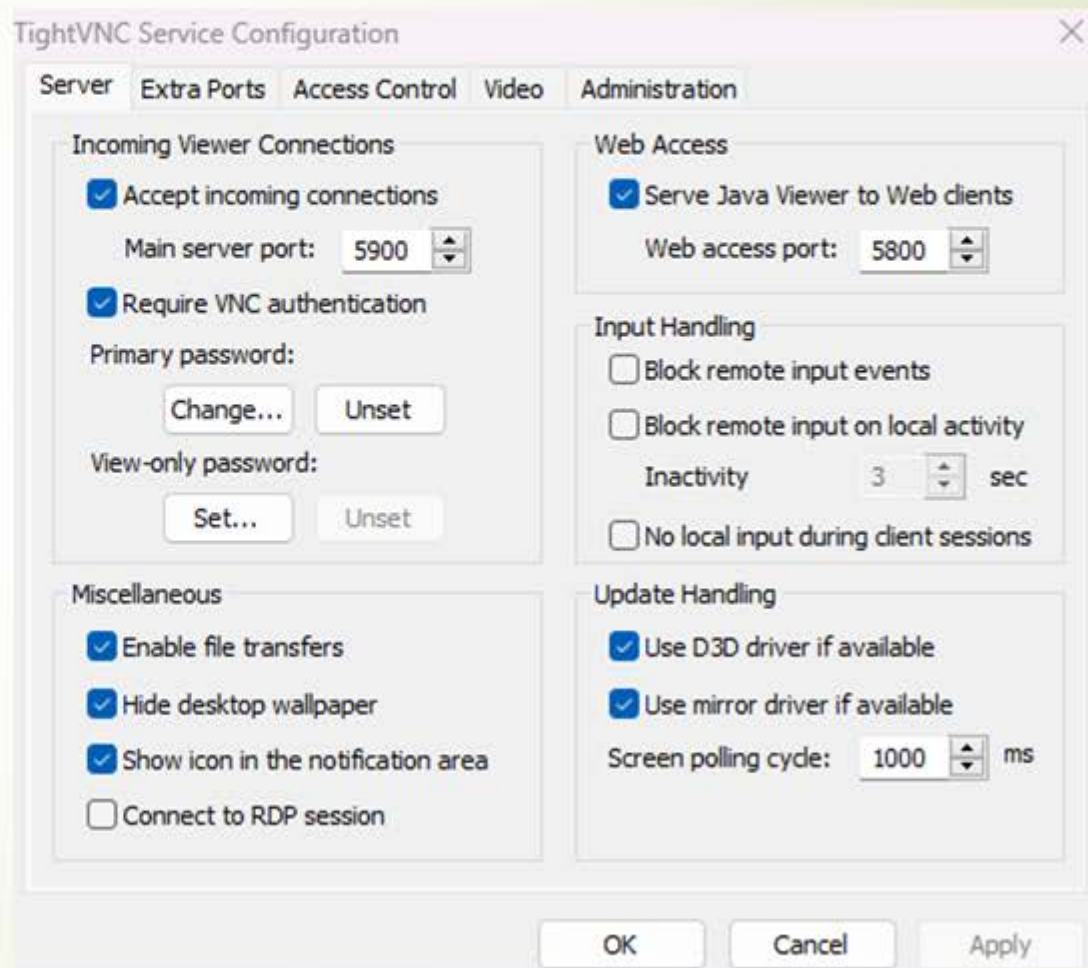 TightVNC Service Configuration
Server Extra Ports Access Control Video Administration
Incoming Viewer Connections
Accept incoming connections
Main server port: 5900
Require VNC authentication
Primary password:
Change... Unset
View-only password:
Set... Unset
Web Access
Serve Java Viewer to Web clients
Web access port: 5800
Input Handling
Block remote input events
Block remote input on local activity
Inactivity 3 sec
No local input during client sessions
Miscellaneous
Enable file transfers
Hide desktop wallpaper
Show icon in the notification area
Connect to RDP session
Update Handling
Use D3D driver if available
Use mirror driver if available
Screen polling cycle: 1000 ms
OK Cancel Apply